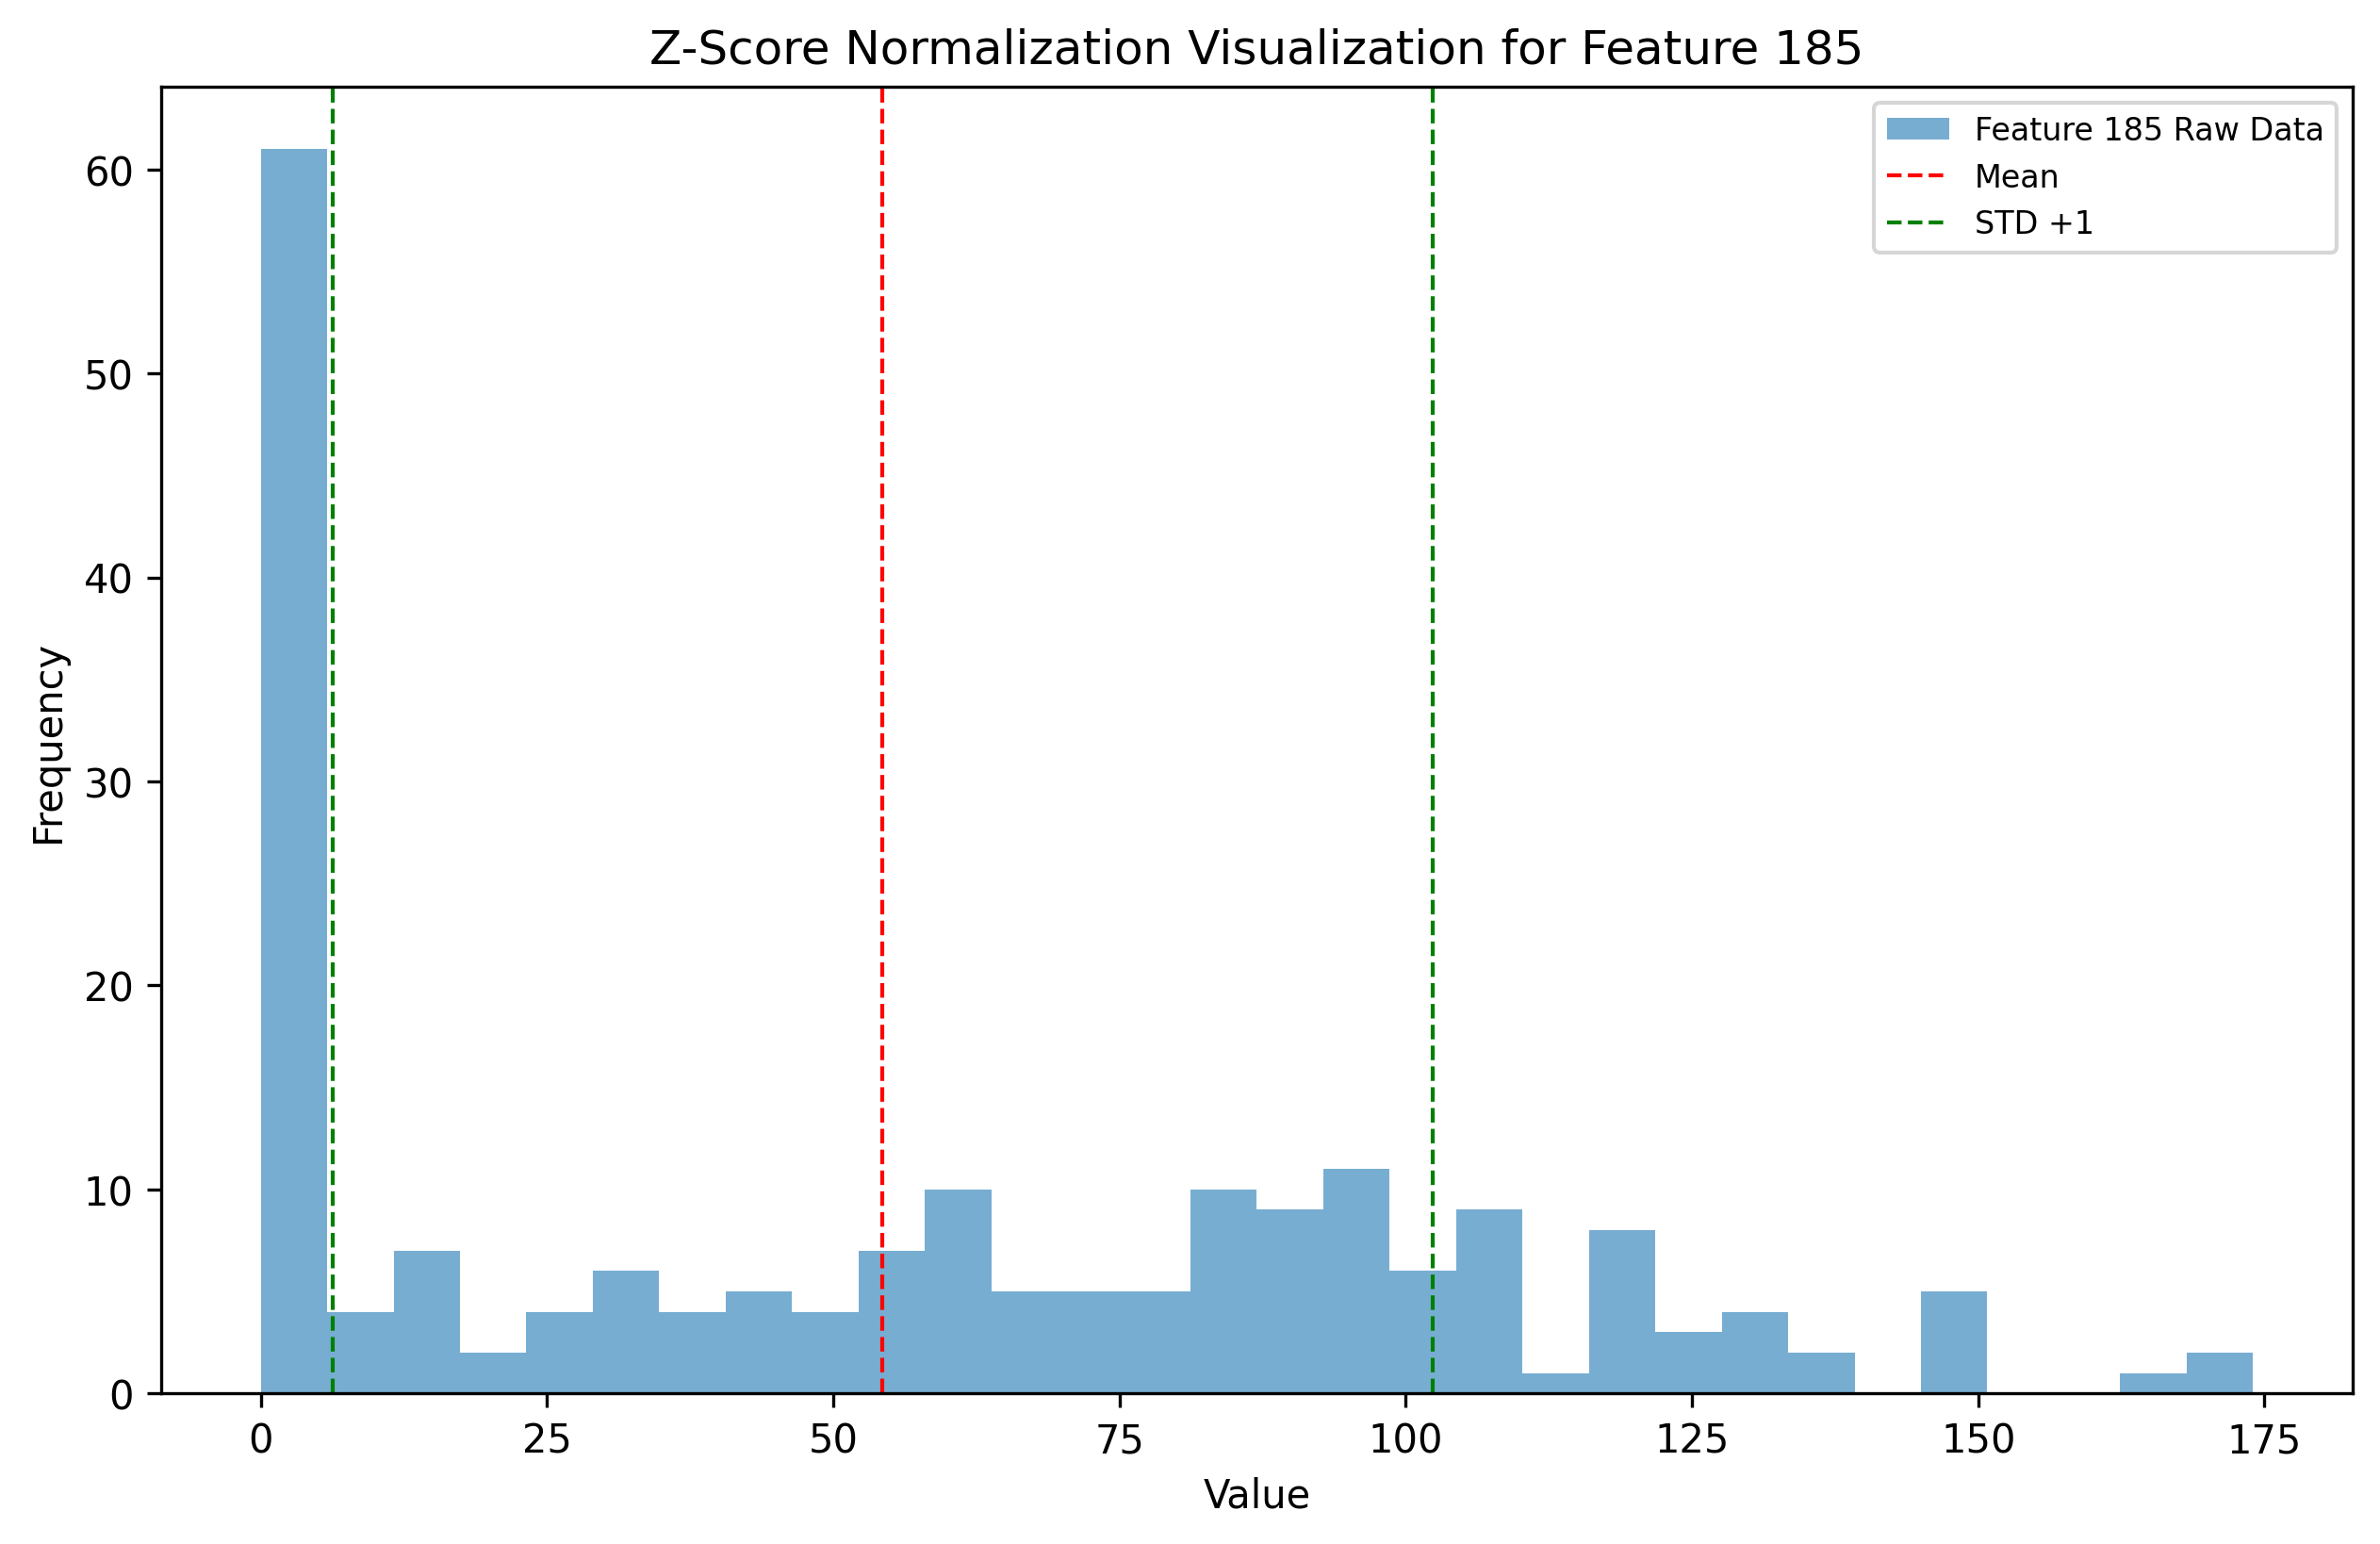 Z-Score Normalization Visualization for Feature 185
Feature 185 Raw Data
Mean
STD +1
Frequency
60
50
40
30
20
10
0
0 25 50 75 100 125 150 175
Value